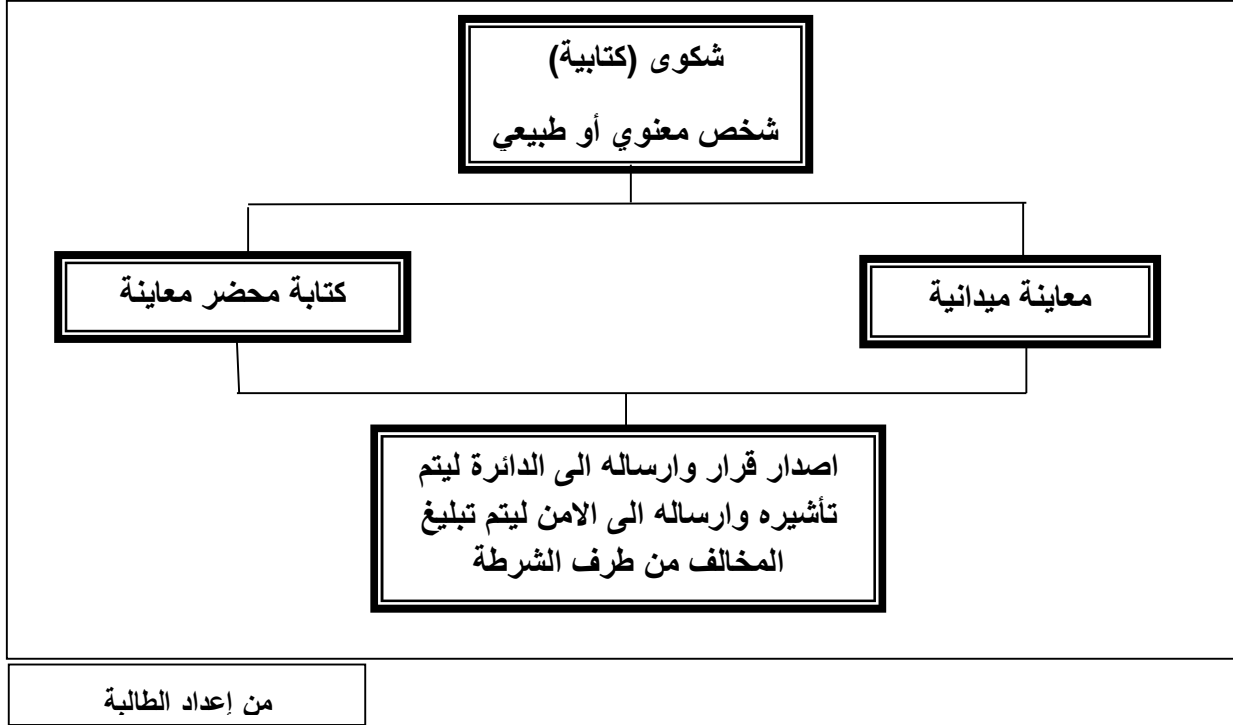 شكوى (كتابية)
شخص معنوي أو طبيعي
معاينة ميدانية
كتابة محضر معاينة
اصدار قرار وارساله الى الدائرة ليتم
تأشيره وارساله الى الامن ليتم تبليغ
المخالف من طرف الشرطة
من إعداد الطالبة